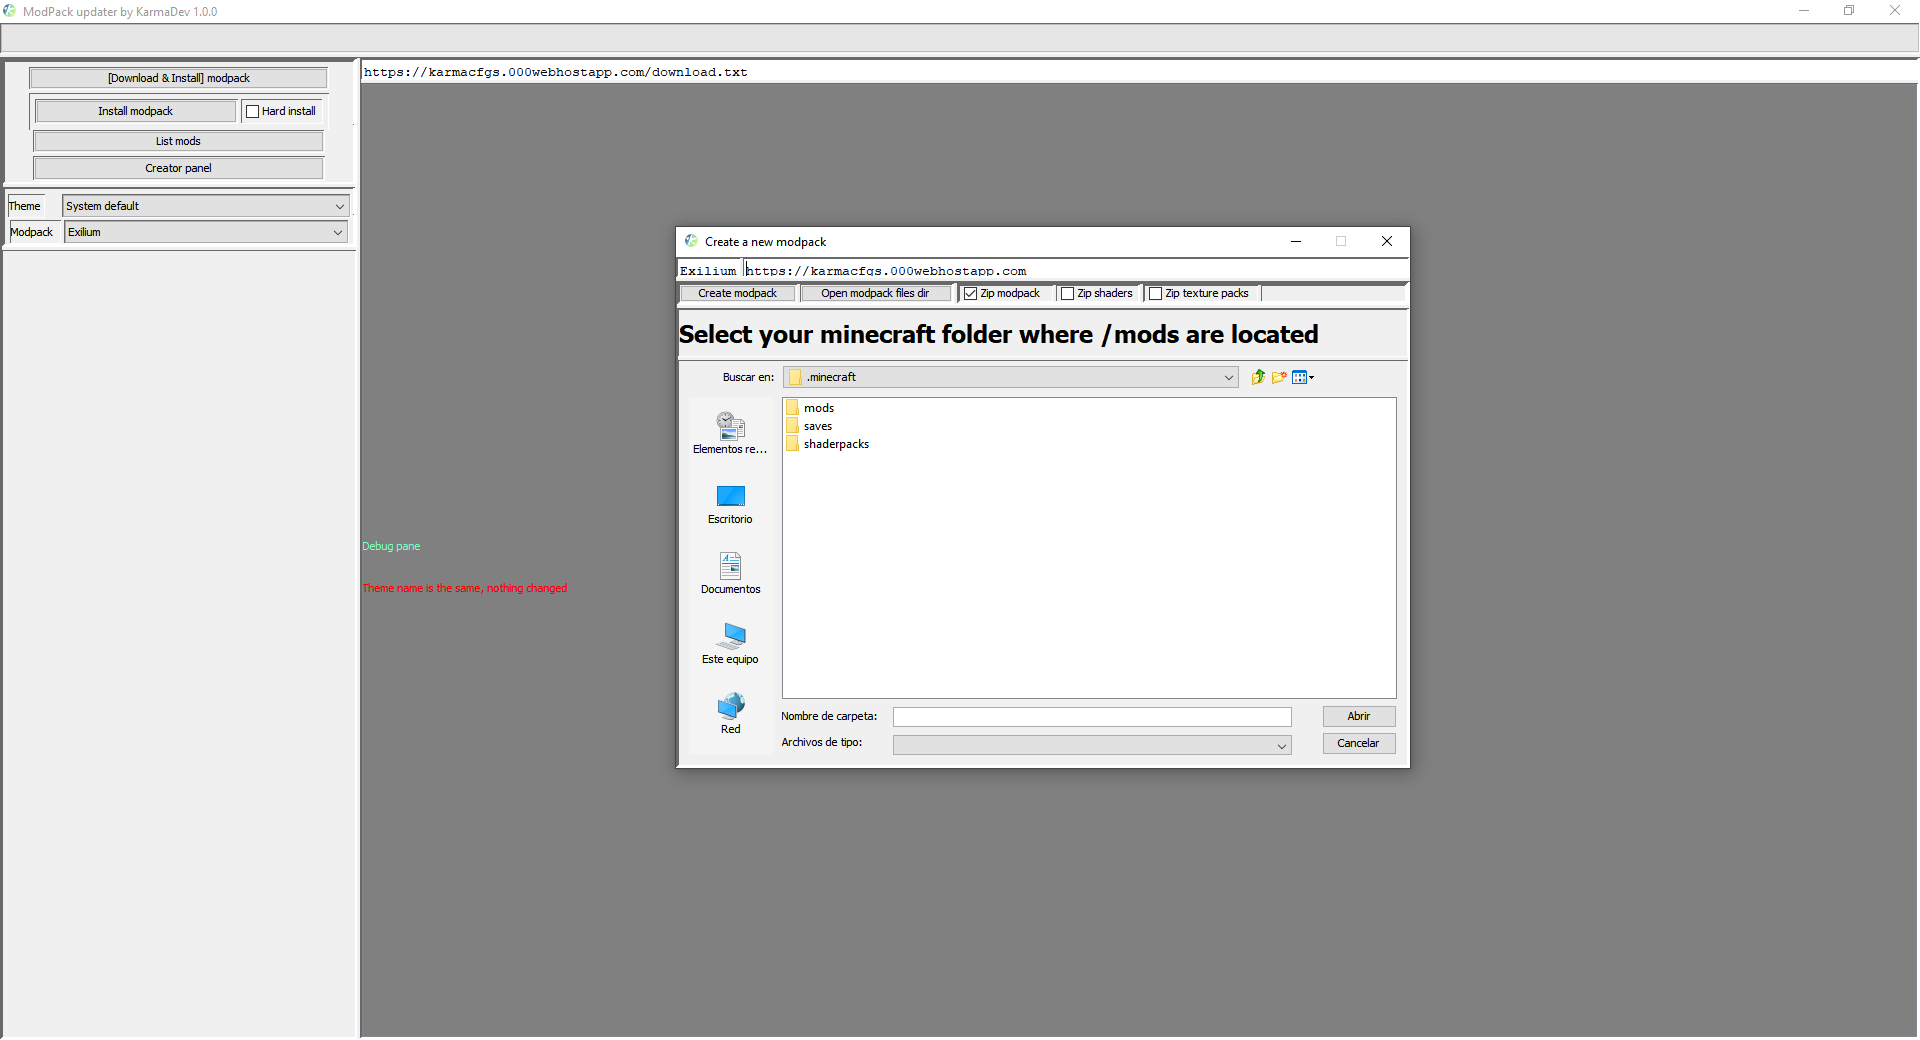 ModPack updater by KarmaDev 1.0.0
[Download & Install] modpack
https://karmacfgs.000webhostapp.com/download.txt
Install modpack
Hard install
List mods
Creator panel
Theme
System default
Modpack
Exilium
Debug pane
Theme name is the same, nothing changed
Create a new modpack
Exilium
https://karmacfgs.000webhostapp.com
Create modpack
Open modpack files dir
Zip modpack
Zip shaders
Zip texture packs
Select your minecraft folder where /mods are located
Buscar en:
.minecraft
mods
saves
shaderpacks
Elementos re...
Escritorio
Documentos
Este equipo
Red
Nombre de carpeta:
Abrir
Archivos de tipo:
Cancelar